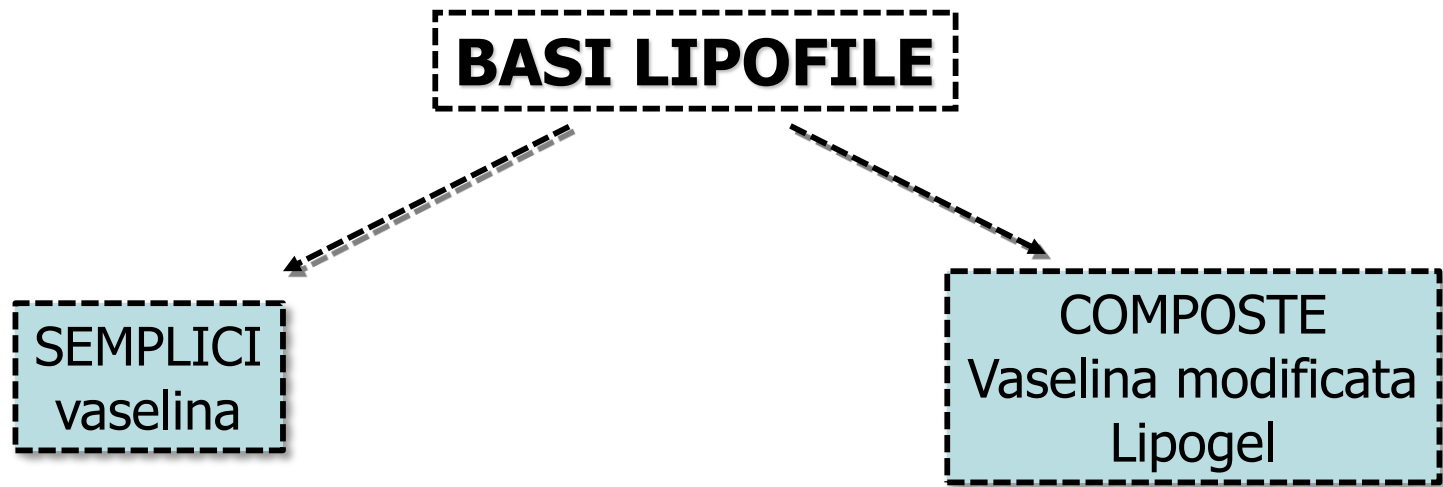 BASI LIPOFILE
SEMPLICI
vaselina
COMPOSTE
Vaselina modificata
Lipogel